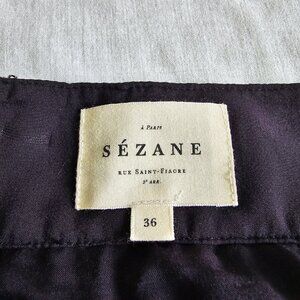 À PARIS
SÉZANE
RUE SAINT-FIACRE
2e ARR.
36